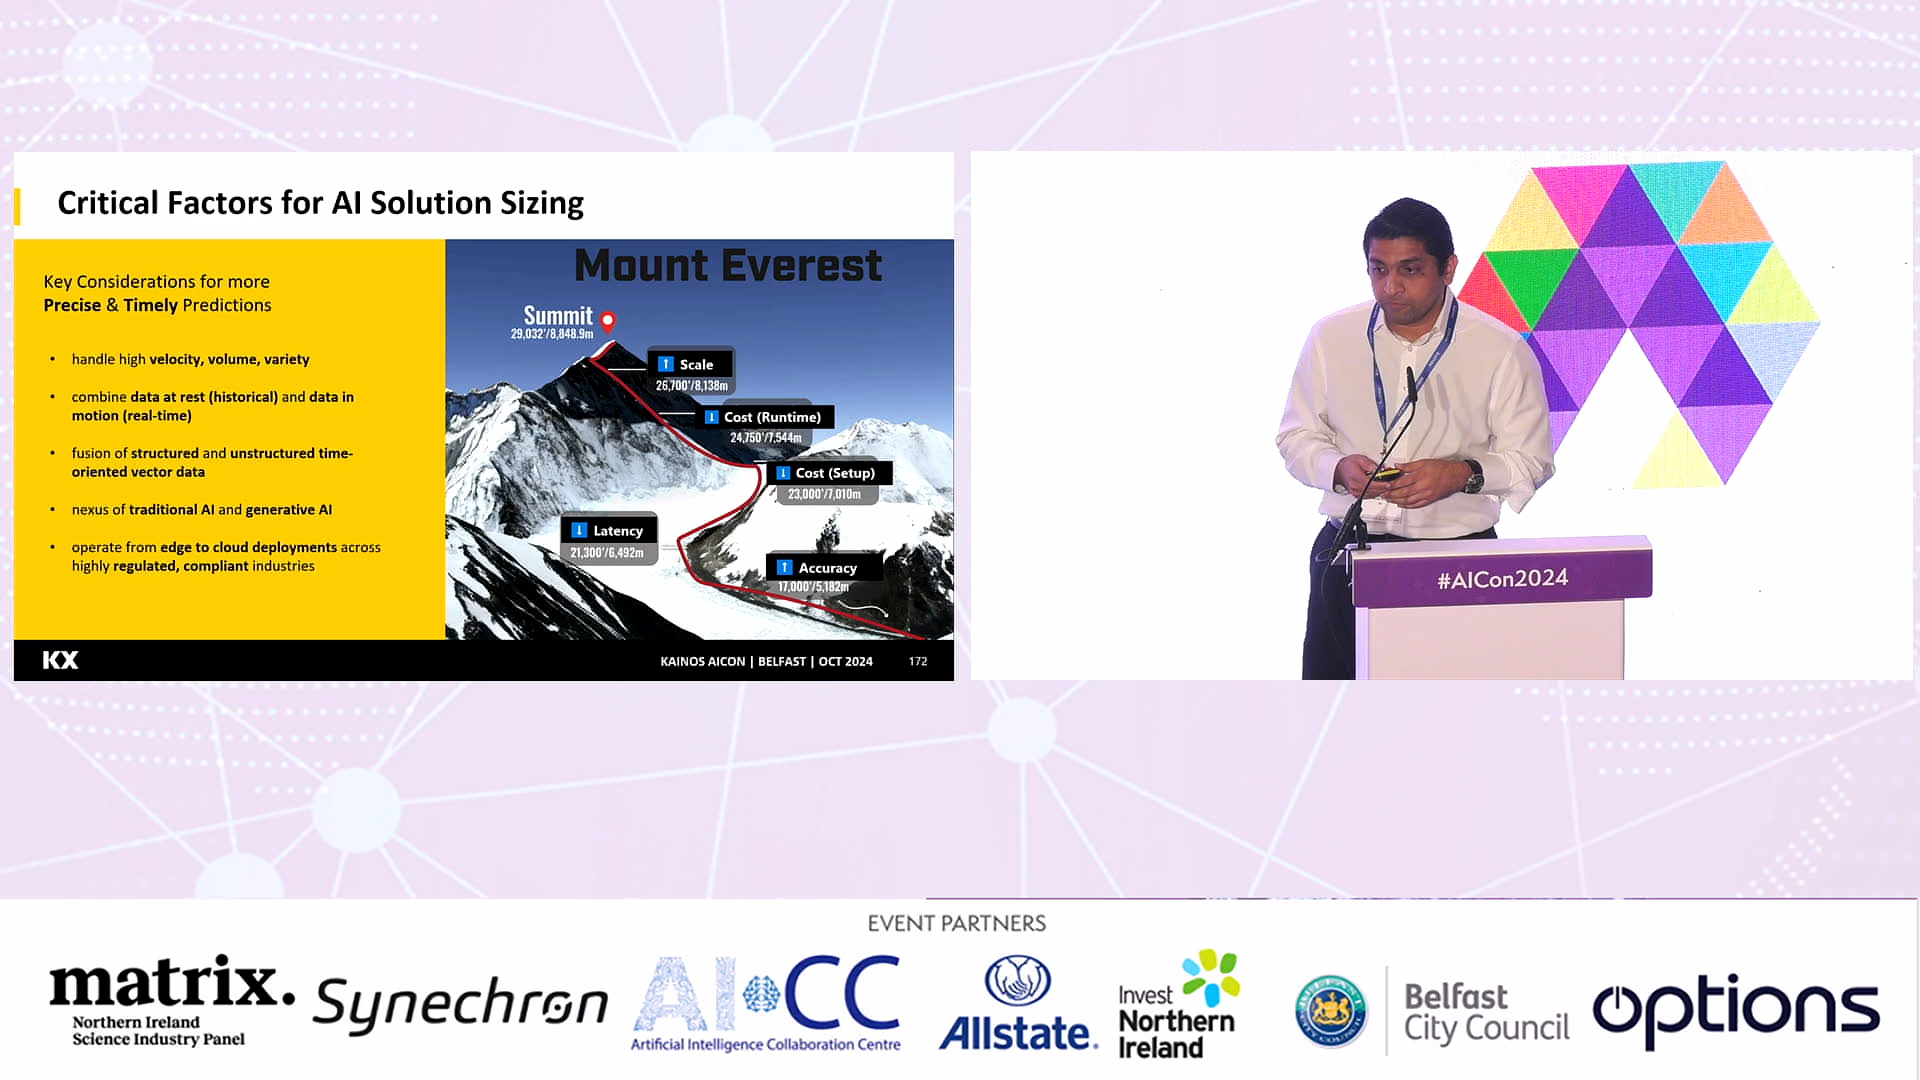 Critical Factors for AI Solution Sizing
Key Considerations for more
Precise & Timely Predictions
• handle high velocity, volume, variety
• combine data at rest (historical) and data in
motion (real-time)
• fusion of structured and unstructured time-
oriented vector data
• nexus of traditional AI and generative AI
• operate from edge to cloud deployments across
highly regulated, compliant industries
Mount Everest
Summit
29,032'/8,848.9m
Scale
26,700'/8,138m
Cost (Runtime)
24,750'/7,544m
Cost (Setup)
23,000'/7,010m
Latency
21,300'/6,492m
Accuracy
17,000'/5,182m
KX
KAINOS AICON | BELFAST | OCT 2024 172
#AICon2024
EVENT PARTNERS
matrix.
Northern Ireland
Science Industry Panel
Synechron
AICC
Artificial Intelligence Collaboration Centre
Allstate.
Invest
Northern
Ireland
Belfast
City Council
options